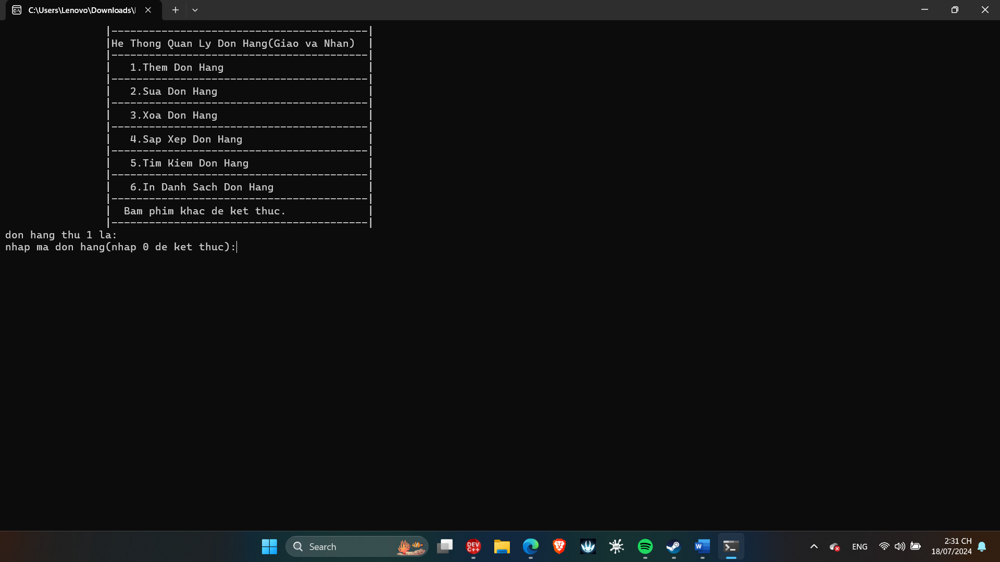 C:\Users\Lenovo\Downloads\
|-----------------------------------------|
|He Thong Quan Ly Don Hang(Giao va Nhan)  |
|-----------------------------------------|
|   1.Them Don Hang                       |
|-----------------------------------------|
|   2.Sua Don Hang                        |
|-----------------------------------------|
|   3.Xoa Don Hang                        |
|-----------------------------------------|
|   4.Sap Xep Don Hang                    |
|-----------------------------------------|
|   5.Tim Kiem Don Hang                   |
|-----------------------------------------|
|   6.In Danh Sach Don Hang               |
|-----------------------------------------|
|  Bam phim khac de ket thuc.             |
|-----------------------------------------|
don hang thu 1 la:
nhap ma don hang(nhap 0 de ket thuc):
Search
DEV C++
W
ENG
2:31 CH
18/07/2024